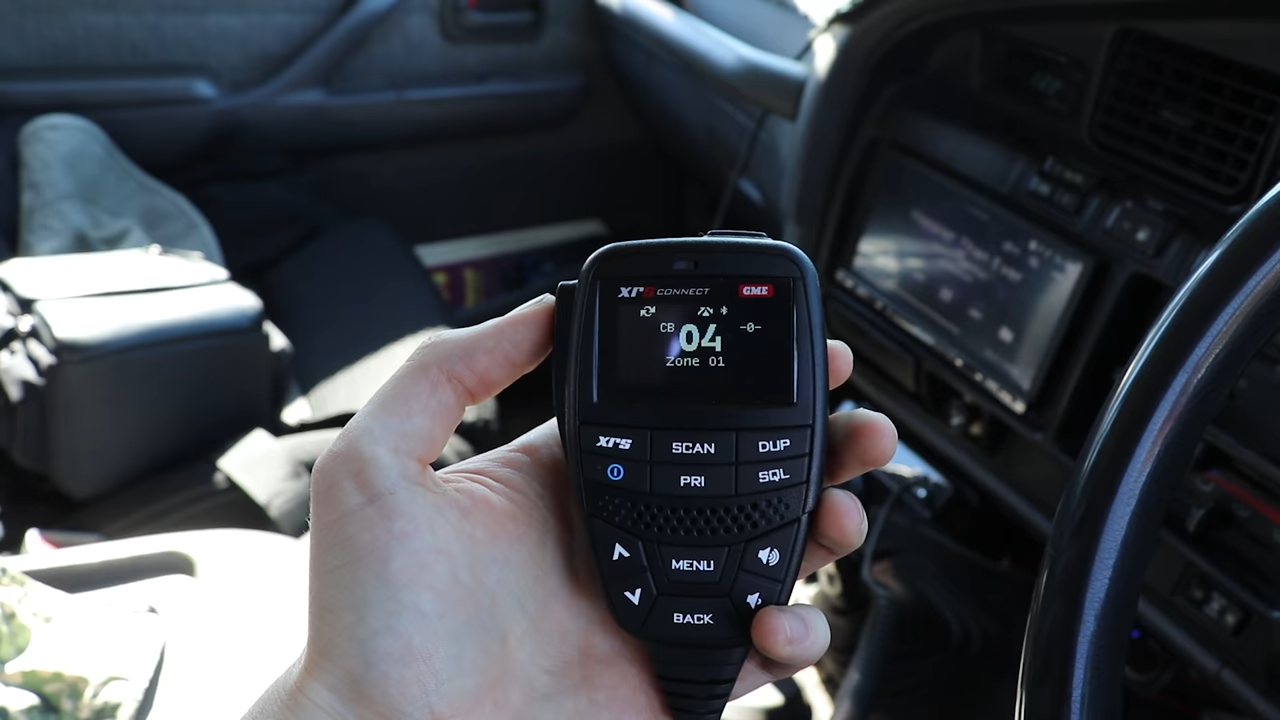 XRS CONNECT GME
CB 04 -0-
Zone 01
XRS SCAN DUP
PRI SQL
MENU
BACK